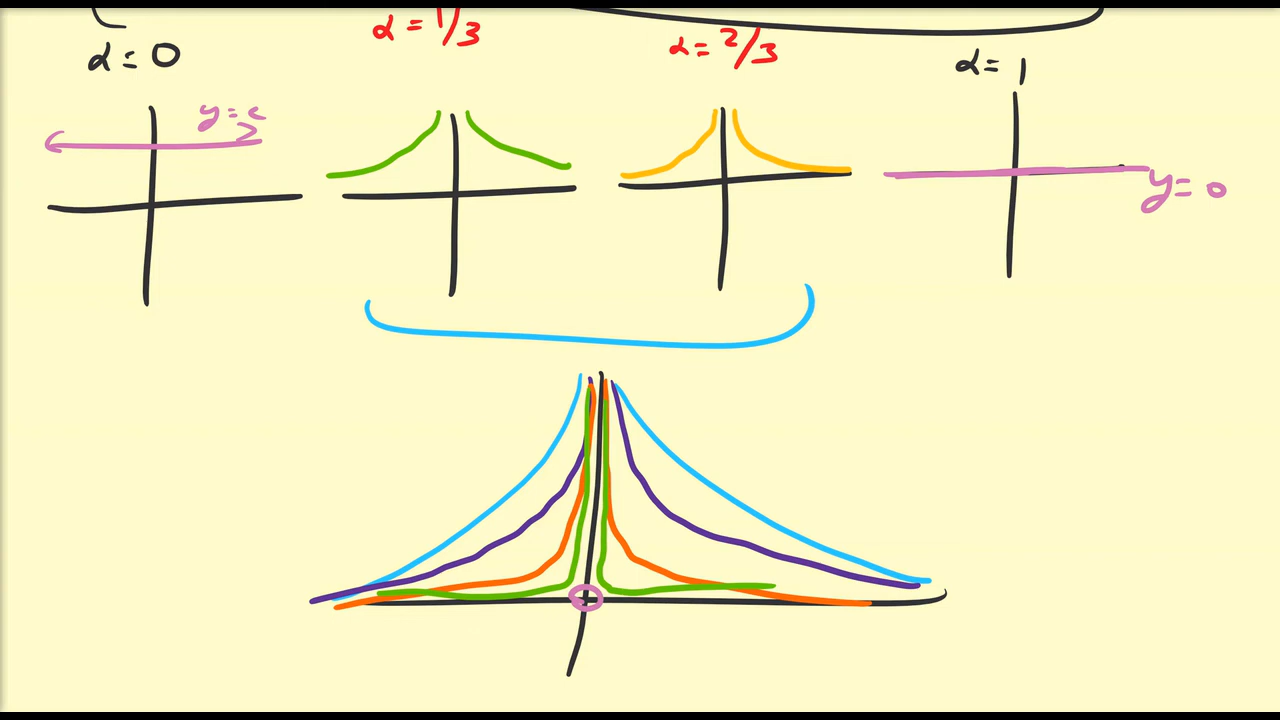 α = 0
α = 1/3
α = 2/3
α = 1
y = c
y = 0